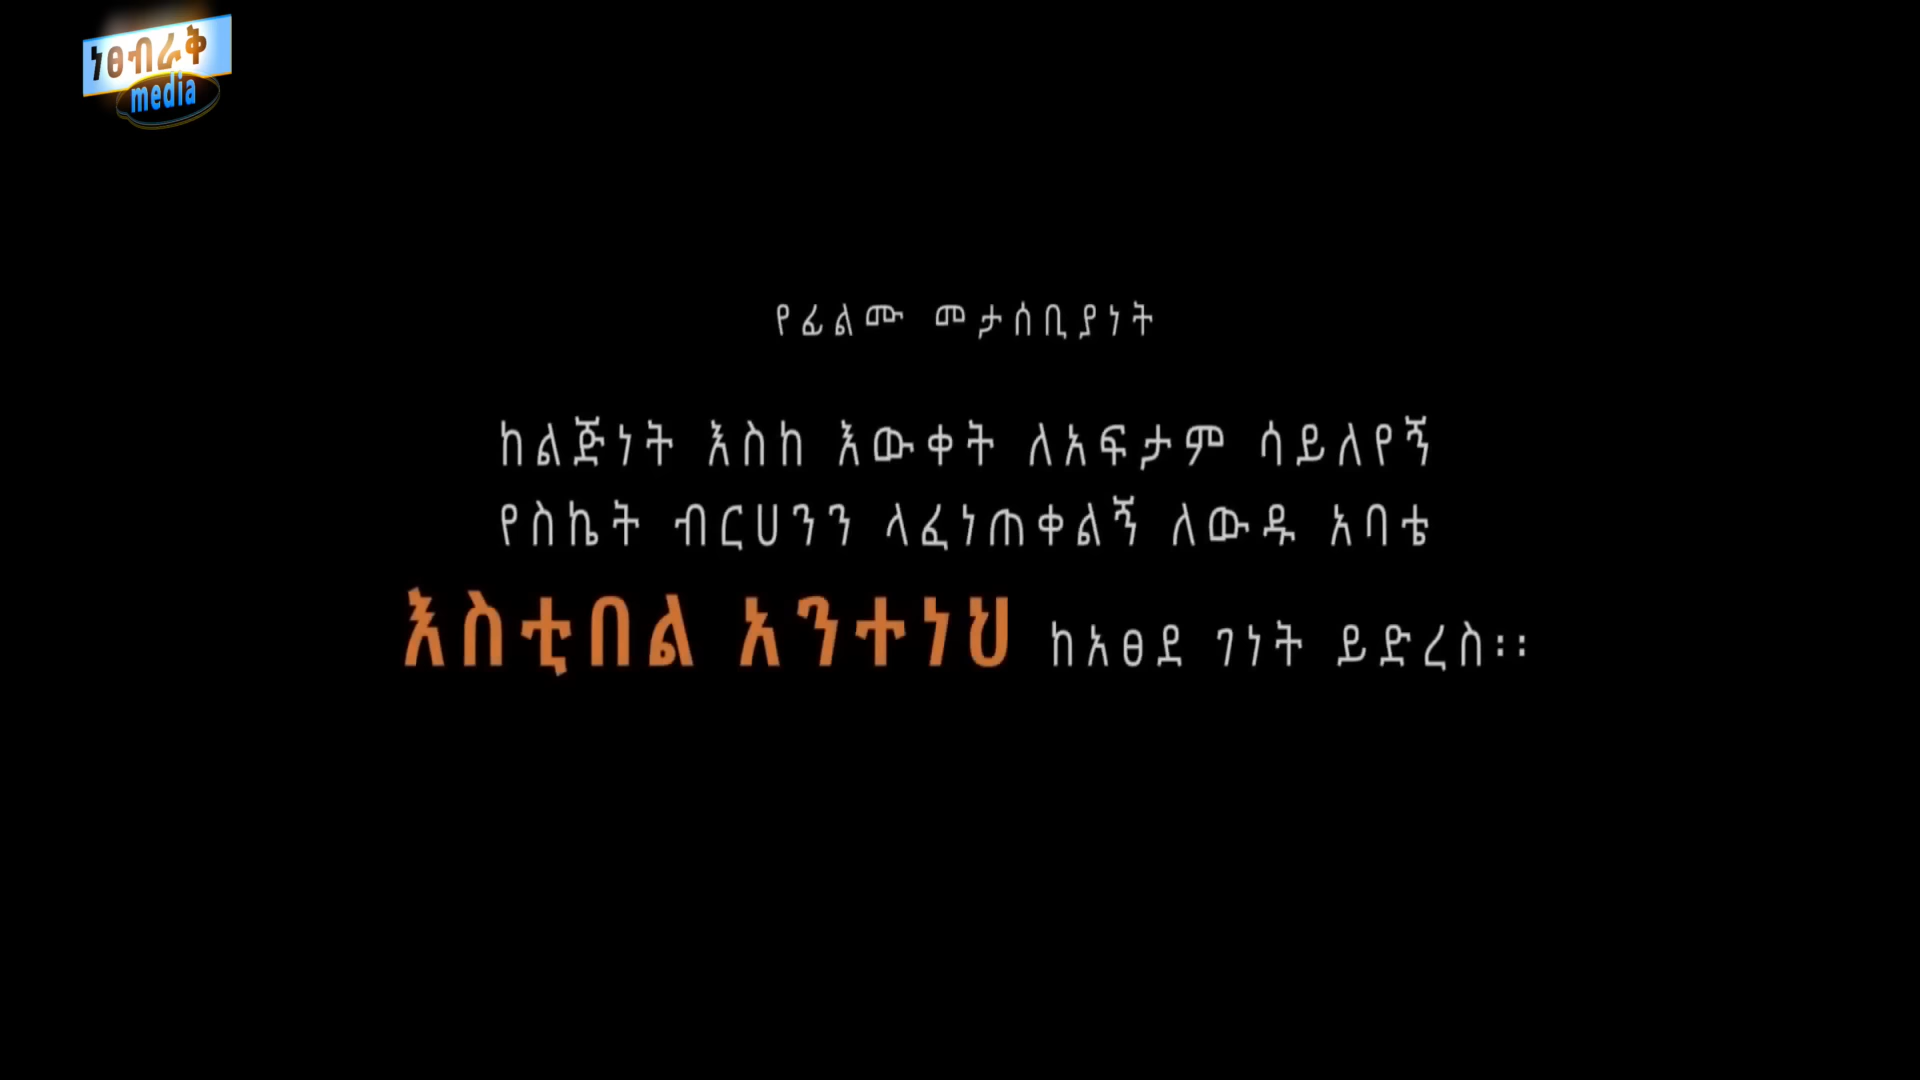 ነፀብራቅ
media
የፊልሙ መታሰቢያነት
ከልጅነት እስከ እውቀት ለአፍታም ሳይለየኝ
የስኬት ብርሀንን ላፈነጠቀልኝ ለውዱ አባቴ
እስቲበል አንተነህ ከአፀደ ገነት ይድረስ፡፡